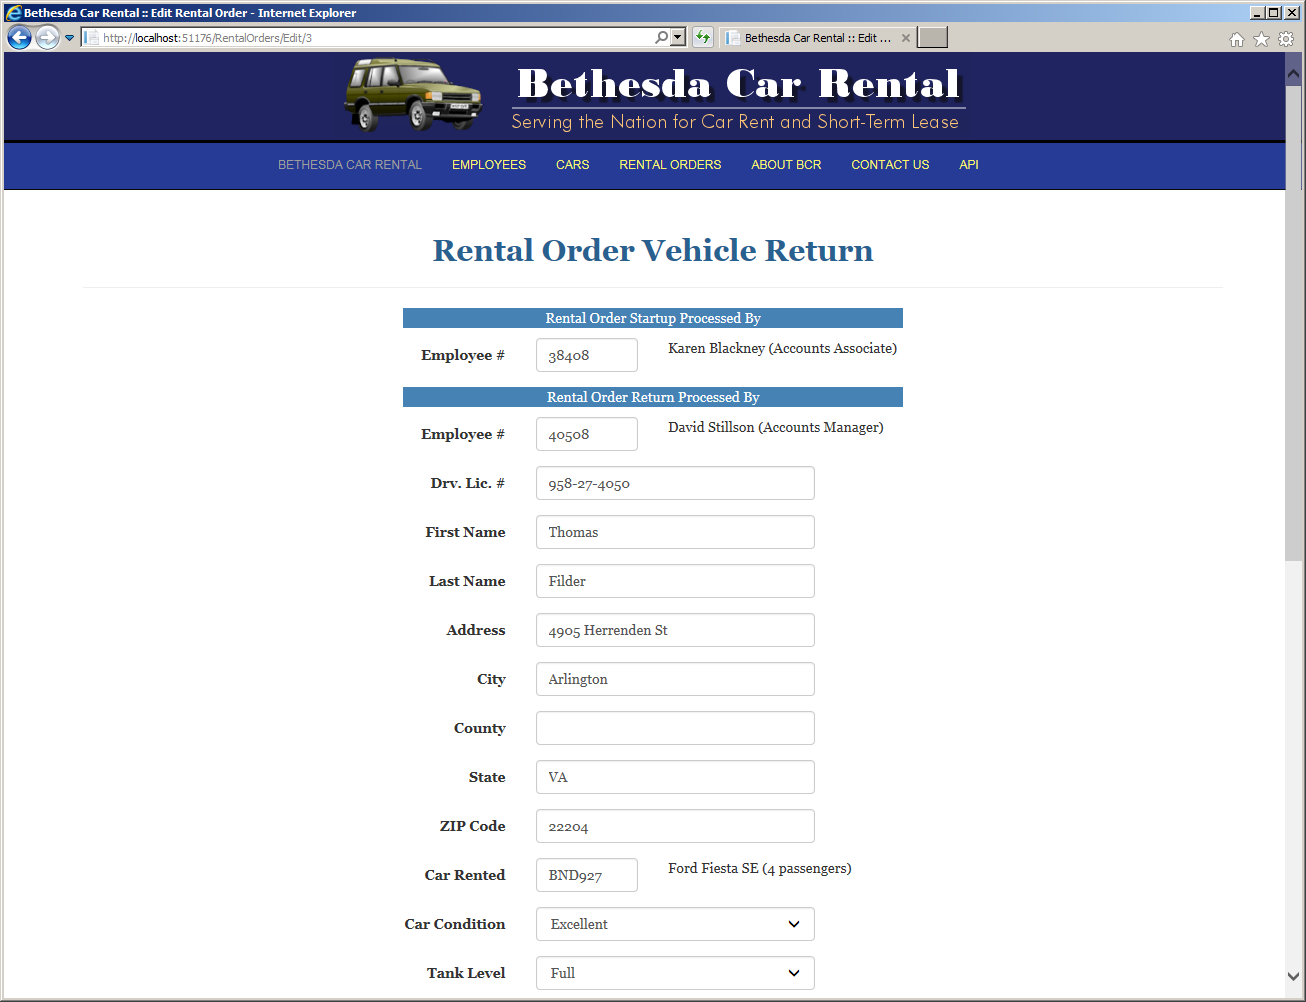 Bethesda Car Rental :: Edit Rental Order - Internet Explorer
http://localhost:51176/RentalOrders/Edit/3
Bethesda Car Rental :: Edit ...
Bethesda Car Rental
Serving the Nation for Car Rent and Short-Term Lease
BETHESDA CAR RENTAL EMPLOYEES CARS RENTAL ORDERS ABOUT BCR CONTACT US API
Rental Order Vehicle Return
Rental Order Startup Processed By
Employee # 38408 Karen Blackney (Accounts Associate)
Rental Order Return Processed By
Employee # 40508 David Stillson (Accounts Manager)
Drv. Lic. # 958-27-4050
First Name Thomas
Last Name Filder
Address 4905 Herrenden St
City Arlington
County
State VA
ZIP Code 22204
Car Rented BND927 Ford Fiesta SE (4 passengers)
Car Condition Excellent
Tank Level Full